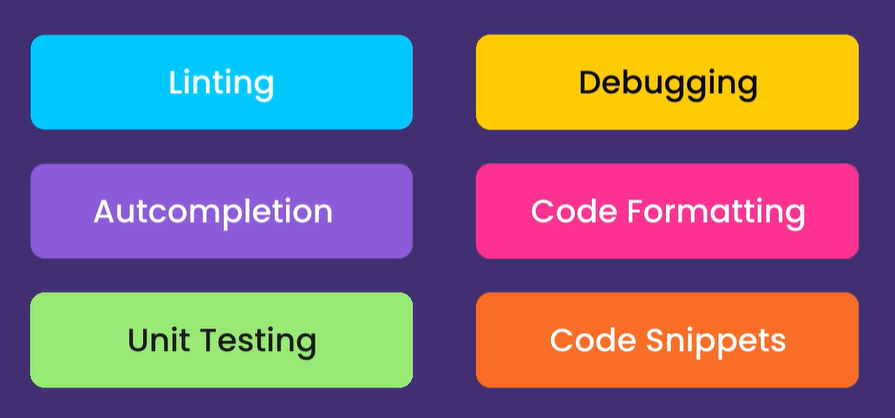 Linting
Debugging
Autcompletion
Code Formatting
Unit Testing
Code Snippets